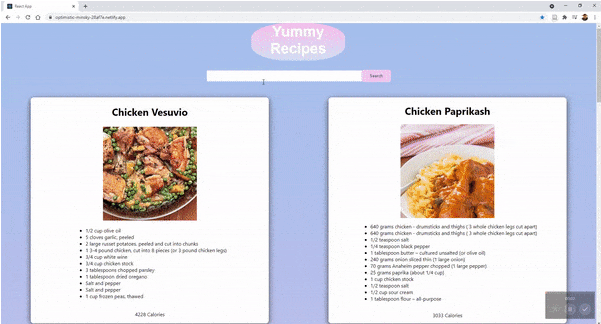 React App
optimistic-minsky-20af7a.netlify.app
Yummy
Recipes
Search
Chicken Vesuvio
1/2 cup olive oil
5 cloves garlic, peeled
2 large russet potatoes, peeled and cut into chunks
1 3-4 pound chicken, cut into 8 pieces (or 3 pound chicken legs)
3/4 cup white wine
3/4 cup chicken stock
3 tablespoons chopped parsley
1 tablespoon dried oregano
Salt and pepper
Salt and pepper
1 cup frozen peas, thawed
4228 Calories
Chicken Paprikash
640 grams chicken - drumsticks and thighs ( 3 whole chicken legs cut apart)
640 grams chicken - drumsticks and thighs ( 3 whole chicken legs cut apart)
1/2 teaspoon salt
1/4 teaspoon black pepper
1 tablespoon butter – cultured unsalted (or olive oil)
240 grams onion sliced thin (1 large onion)
70 grams Anaheim pepper chopped (1 large pepper)
25 grams paprika (about 1/4 cup)
1 cup chicken stock
1/2 teaspoon salt
1/2 cup sour cream
1 tablespoon flour – all-purpose
3033 Calories